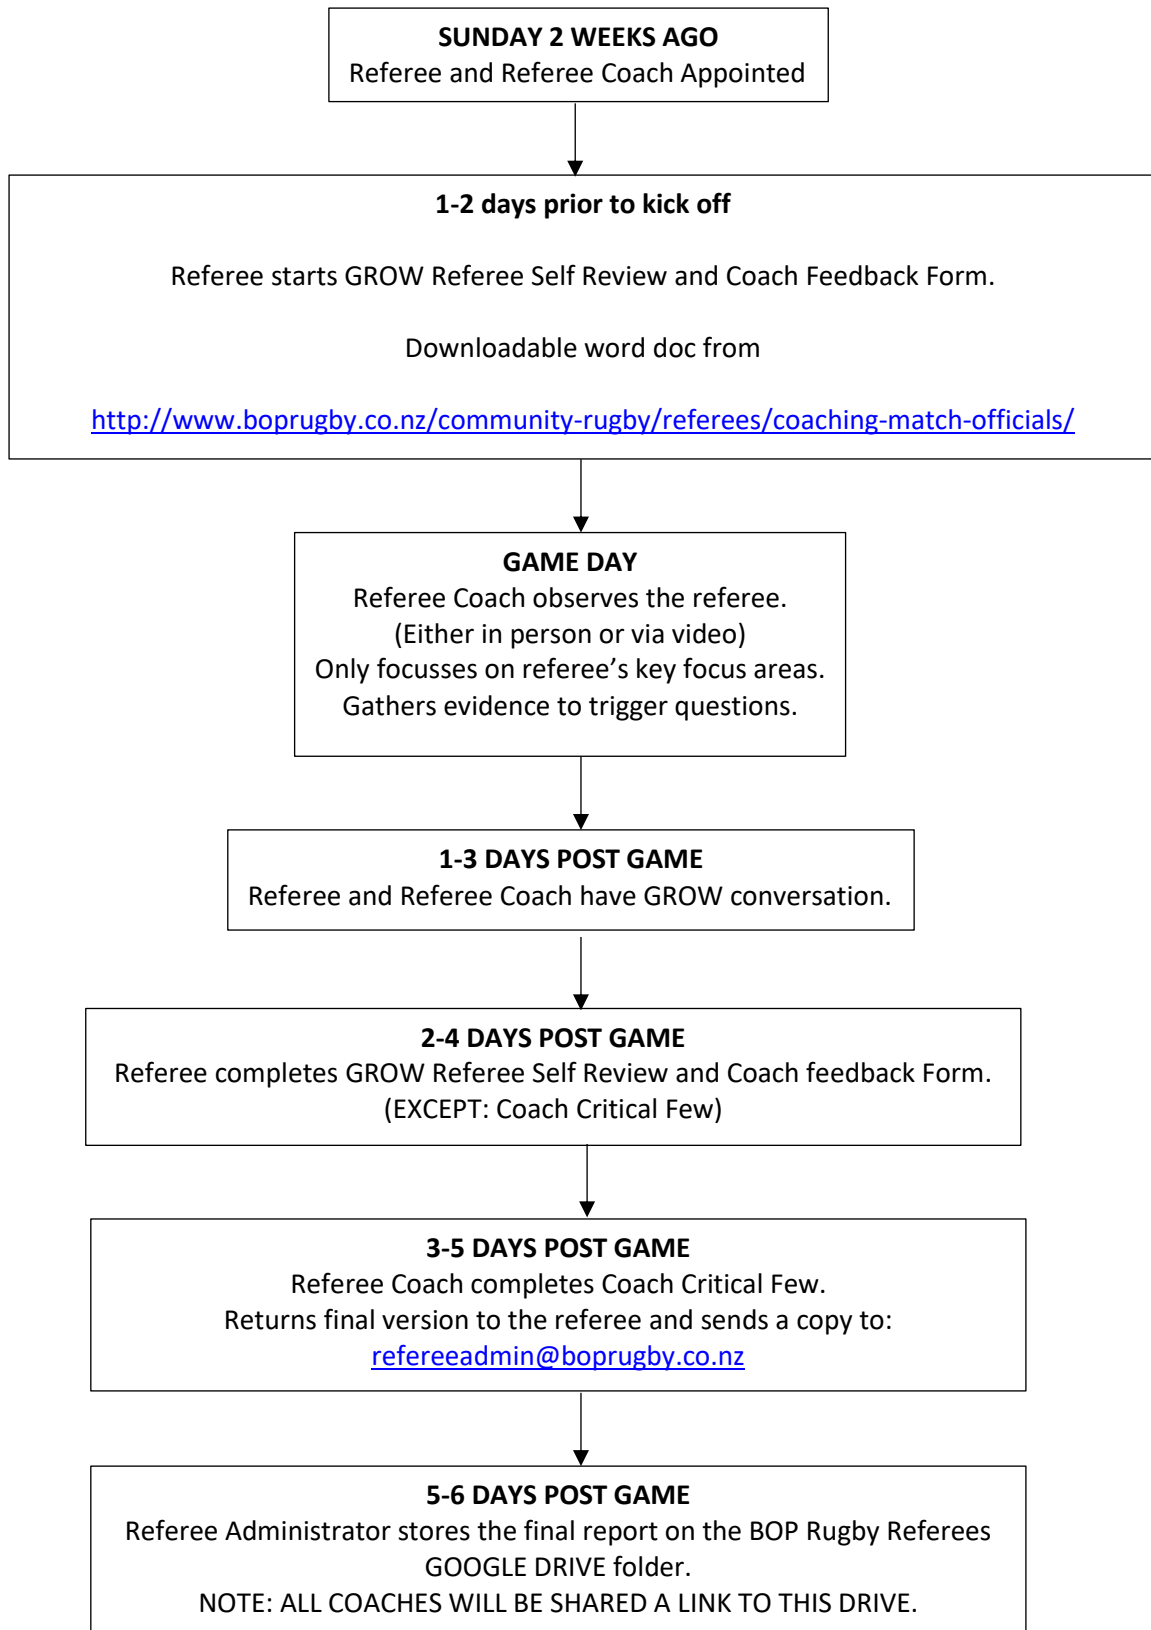 SUNDAY 2 WEEKS AGO
Referee and Referee Coach Appointed
1-2 days prior to kick off
Referee starts GROW Referee Self Review and Coach Feedback Form.
Downloadable word doc from
http://www.boprugby.co.nz/community-rugby/referees/coaching-match-officials/
GAME DAY
Referee Coach observes the referee.
(Either in person or via video)
Only focusses on referee’s key focus areas.
Gathers evidence to trigger questions.
1-3 DAYS POST GAME
Referee and Referee Coach have GROW conversation.
2-4 DAYS POST GAME
Referee completes GROW Referee Self Review and Coach feedback Form.
(EXCEPT: Coach Critical Few)
3-5 DAYS POST GAME
Referee Coach completes Coach Critical Few.
Returns final version to the referee and sends a copy to:
refereeadmin@boprugby.co.nz
5-6 DAYS POST GAME
Referee Administrator stores the final report on the BOP Rugby Referees
GOOGLE DRIVE folder.
NOTE: ALL COACHES WILL BE SHARED A LINK TO THIS DRIVE.